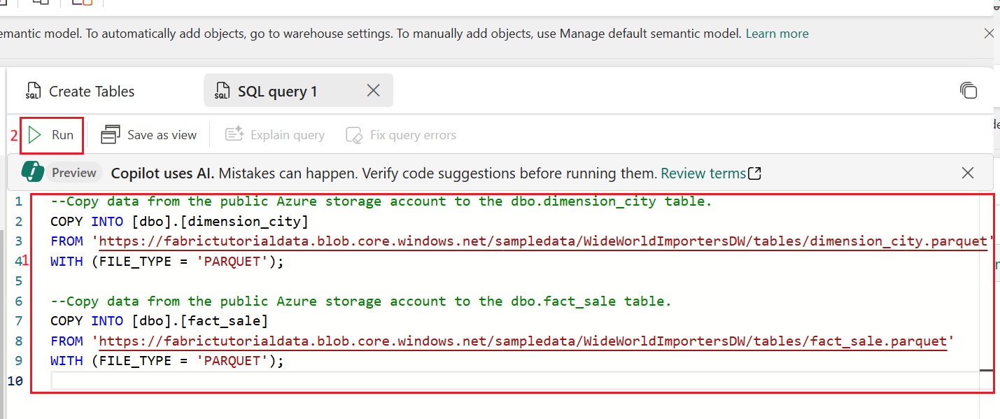 emantic model. To automatically add objects, go to warehouse settings. To manually add objects, use Manage default semantic model. Learn more
SQL Create Tables
SQL SQL query 1
2 Run Save as view Explain query Fix query errors
Preview Copilot uses AI. Mistakes can happen. Verify code suggestions before running them. Review terms
1 --Copy data from the public Azure storage account to the dbo.dimension_city table.
2 COPY INTO [dbo].[dimension_city]
3 FROM 'https://fabrictutorialdata.blob.core.windows.net/sampledata/WideWorldImportersDW/tables/dimension_city.parquet'
4 1 WITH (FILE_TYPE = 'PARQUET');
5
6 --Copy data from the public Azure storage account to the dbo.fact_sale table.
7 COPY INTO [dbo].[fact_sale]
8 FROM 'https://fabrictutorialdata.blob.core.windows.net/sampledata/WideWorldImportersDW/tables/fact_sale.parquet'
9 WITH (FILE_TYPE = 'PARQUET');
10